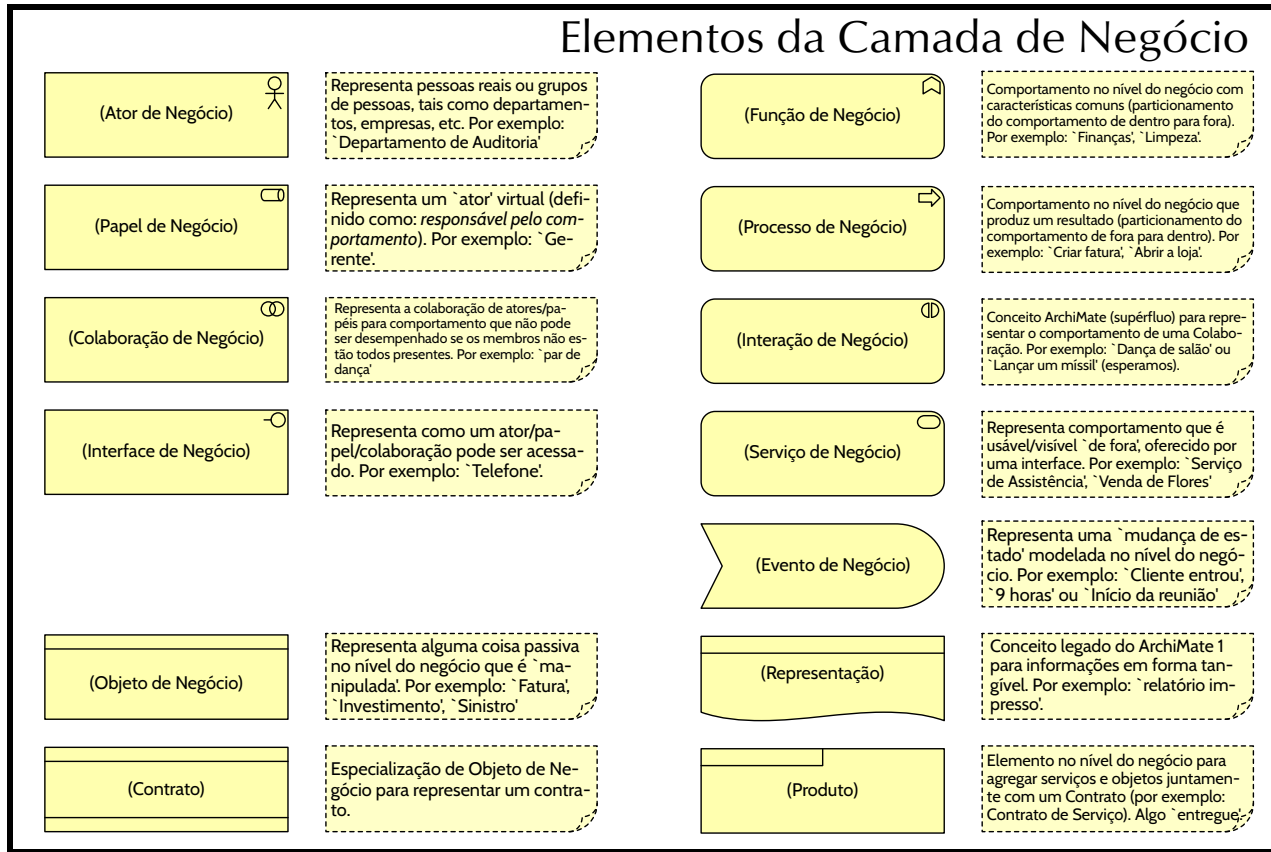 Elementos da Camada de Negócio
(Ator de Negócio)
Representa pessoas reais ou grupos
de pessoas, tais como departamen-
tos, empresas, etc. Por exemplo:
`Departamento de Auditoria'
(Função de Negócio)
Comportamento no nível do negócio com
características comuns (particionamento
do comportamento de dentro para fora).
Por exemplo: `Finanças', `Limpeza'.
(Papel de Negócio)
Representa um `ator' virtual (defi-
nido como: responsável pelo com-
portamento). Por exemplo: `Ge-
rente'.
(Processo de Negócio)
Comportamento no nível do negócio que
produz um resultado (particionamento do
comportamento de fora para dentro). Por
exemplo: `Criar fatura', `Abrir a loja'.
(Colaboração de Negócio)
Representa a colaboração de atores/pa-
péis para comportamento que não pode
ser desempenhado se os membros não es-
tão todos presentes. Por exemplo: `par de
dança'
(Interação de Negócio)
Conceito ArchiMate (supérfluo) para repre-
sentar o comportamento de uma Colabo-
ração. Por exemplo: `Dança de salão' ou
`Lançar um míssil' (esperamos).
(Interface de Negócio)
Representa como um ator/pa-
pel/colaboração pode ser acessa-
do. Por exemplo: `Telefone'.
(Serviço de Negócio)
Representa comportamento que é
usável/visível `de fora', oferecido por
uma interface. Por exemplo: `Serviço
de Assistência', `Venda de Flores'
(Evento de Negócio)
Representa uma `mudança de es-
tado' modelada no nível do negó-
cio. Por exemplo: `Cliente entrou',
`9 horas' ou `Início da reunião'
(Objeto de Negócio)
Representa alguma coisa passiva
no nível do negócio que é `ma-
nipulada'. Por exemplo: `Fatura',
`Investimento', `Sinistro'
(Representação)
Conceito legado do ArchiMate 1
para informações em forma tan-
gível. Por exemplo: `relatório im-
presso'.
(Contrato)
Especialização de Objeto de Ne-
gócio para representar um contra-
to.
(Produto)
Elemento no nível do negócio para
agregar serviços e objetos juntamen-
te com um Contrato (por exemplo:
Contrato de Serviço). Algo `entregue'.